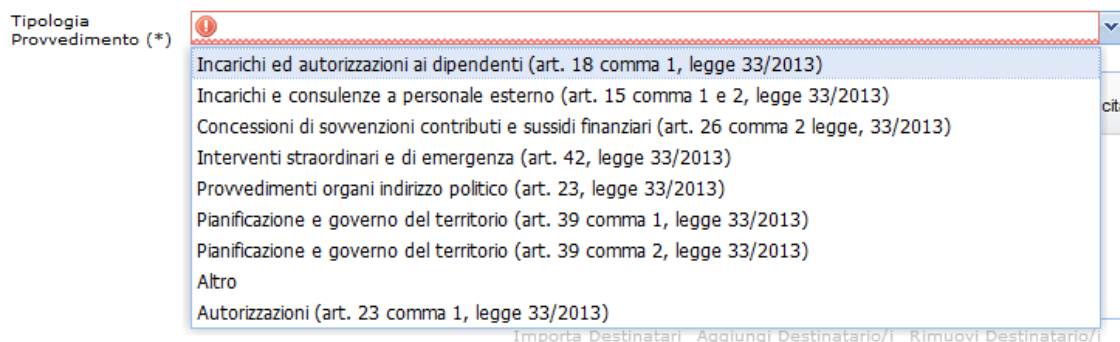 Tipologia
Provvedimento (*)
Incarichi ed autorizzazioni ai dipendenti (art. 18 comma 1, legge 33/2013)
Incarichi e consulenze a personale esterno (art. 15 comma 1 e 2, legge 33/2013)
Concessioni di sovvenzioni contributi e sussidi finanziari (art. 26 comma 2 legge, 33/2013)
Interventi straordinari e di emergenza (art. 42, legge 33/2013)
Provvedimenti organi indirizzo politico (art. 23, legge 33/2013)
Pianificazione e governo del territorio (art. 39 comma 1, legge 33/2013)
Pianificazione e governo del territorio (art. 39 comma 2, legge 33/2013)
Altro
Autorizzazioni (art. 23 comma 1, legge 33/2013)
Importa Destinatari Aggiungi Destinatario/i Rimuovi Destinatario/i